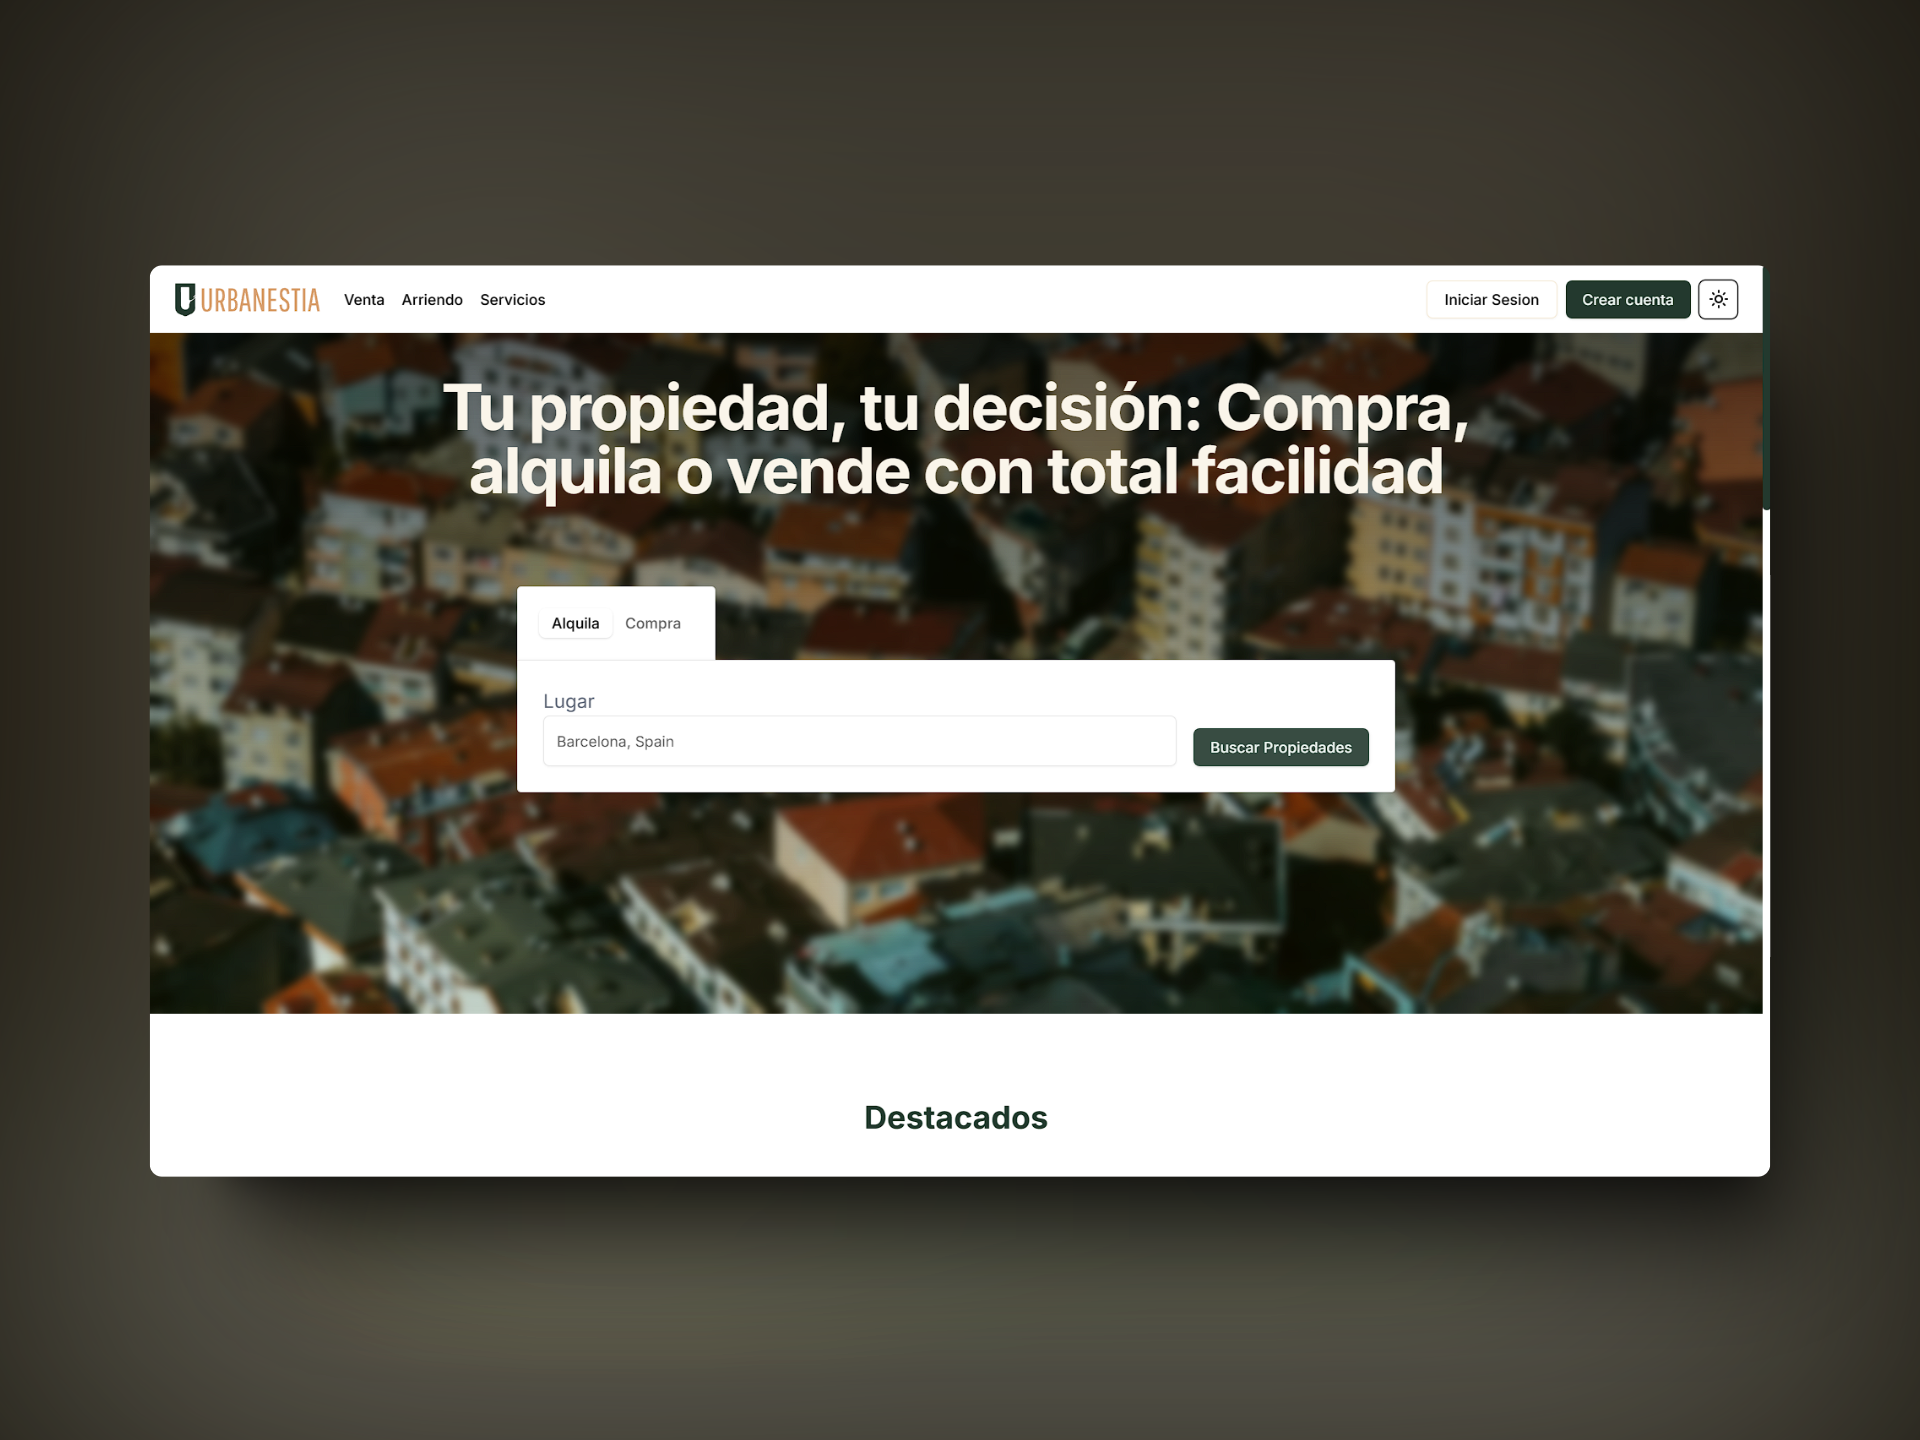 URBANESTIA
Venta Arriendo Servicios
Iniciar Sesion Crear cuenta
Tu propiedad, tu decisión: Compra,
alquila o vende con total facilidad
Alquila Compra
Lugar
Barcelona, Spain
Buscar Propiedades
Destacados